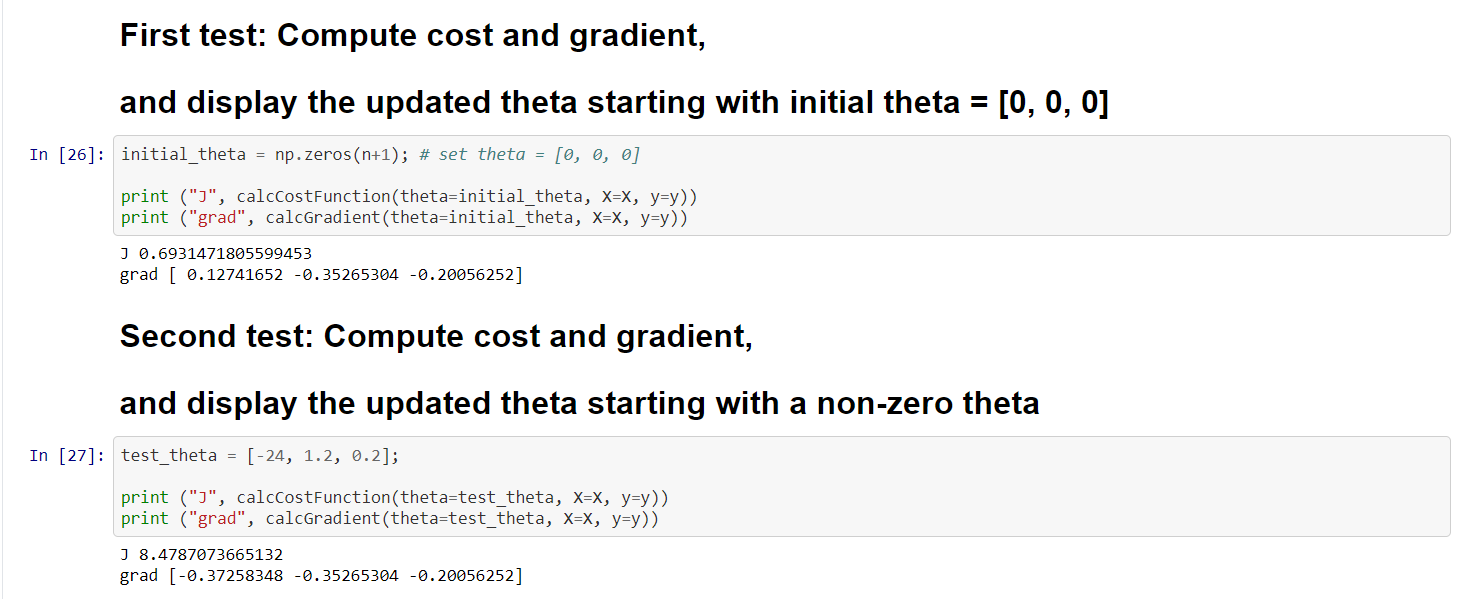 First test: Compute cost and gradient,
and display the updated theta starting with initial theta = [0, 0, 0]
In [26]: initial_theta = np.zeros(n+1); # set theta = [0, 0, 0]
print ("J", calcCostFunction(theta=initial_theta, X=X, y=y))
print ("grad", calcGradient(theta=initial_theta, X=X, y=y))
J 0.6931471805599453
grad [ 0.12741652 -0.35265304 -0.20056252]
Second test: Compute cost and gradient,
and display the updated theta starting with a non-zero theta
In [27]: test_theta = [-24, 1.2, 0.2];
print ("J", calcCostFunction(theta=test_theta, X=X, y=y))
print ("grad", calcGradient(theta=test_theta, X=X, y=y))
J 8.4787073665132
grad [-0.37258348 -0.35265304 -0.20056252]